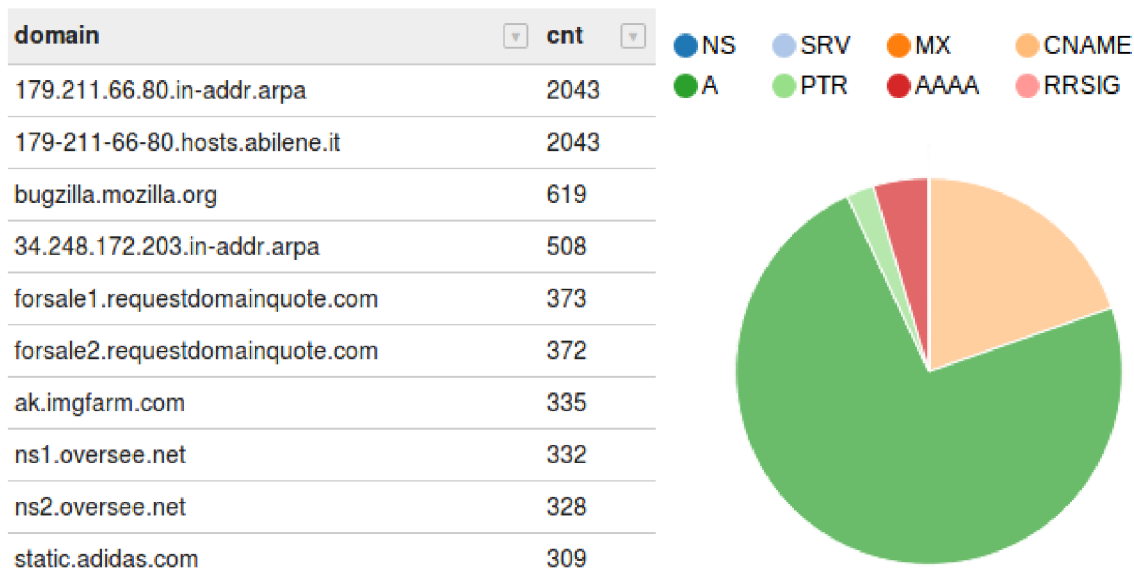 domain cnt
179.211.66.80.in-addr.arpa 2043
179-211-66-80.hosts.abilene.it 2043
bugzilla.mozilla.org 619
34.248.172.203.in-addr.arpa 508
forsale1.requestdomainquote.com 373
forsale2.requestdomainquote.com 372
ak.imgfarm.com 335
ns1.oversee.net 332
ns2.oversee.net 328
static.adidas.com 309
NS SRV MX CNAME
A PTR AAAA RRSIG